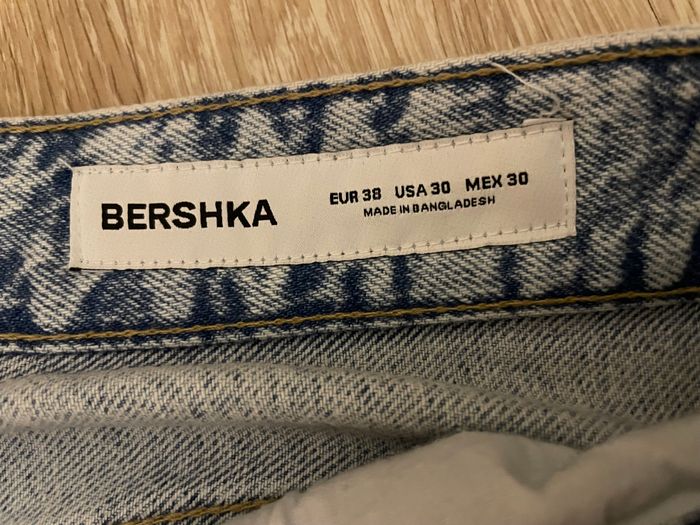 BERSHKA
EUR 38 USA 30 MEX 30
MADE IN BANGLADESH